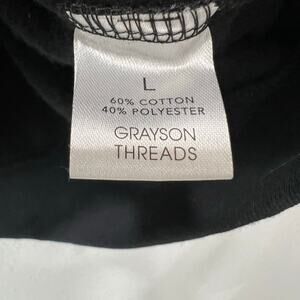 L
60% COTTON
40% POLYESTER
GRAYSON
THREADS